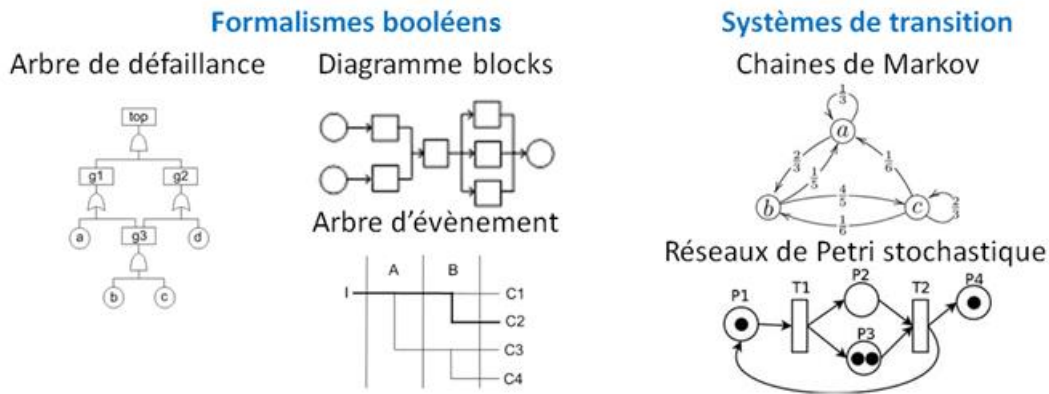 Formalismes booléens
Systèmes de transition
Arbre de défaillance
Diagramme blocks
Chaines de Markov
top
g1
g2
a
g3
d
b
c
Arbre d'évènement
A
B
I
C1
C2
C3
C4
1/3
a
2/3
1/5
1/6
b
4/5
c
1/6
2/3
Réseaux de Petri stochastique
P1
T1
P2
T2
P4
P3